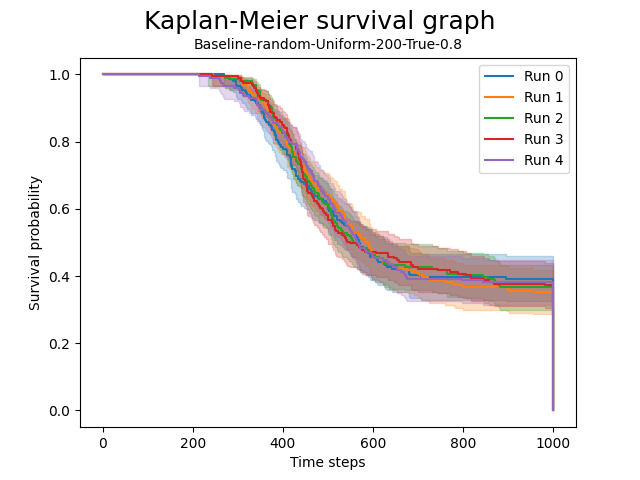 Kaplan-Meier survival graph
Baseline-random-Uniform-200-True-0.8
1.0
0.8
0.6
0.4
0.2
0.0
Survival probability
Run 0
Run 1
Run 2
Run 3
Run 4
0 200 400 600 800 1000
Time steps